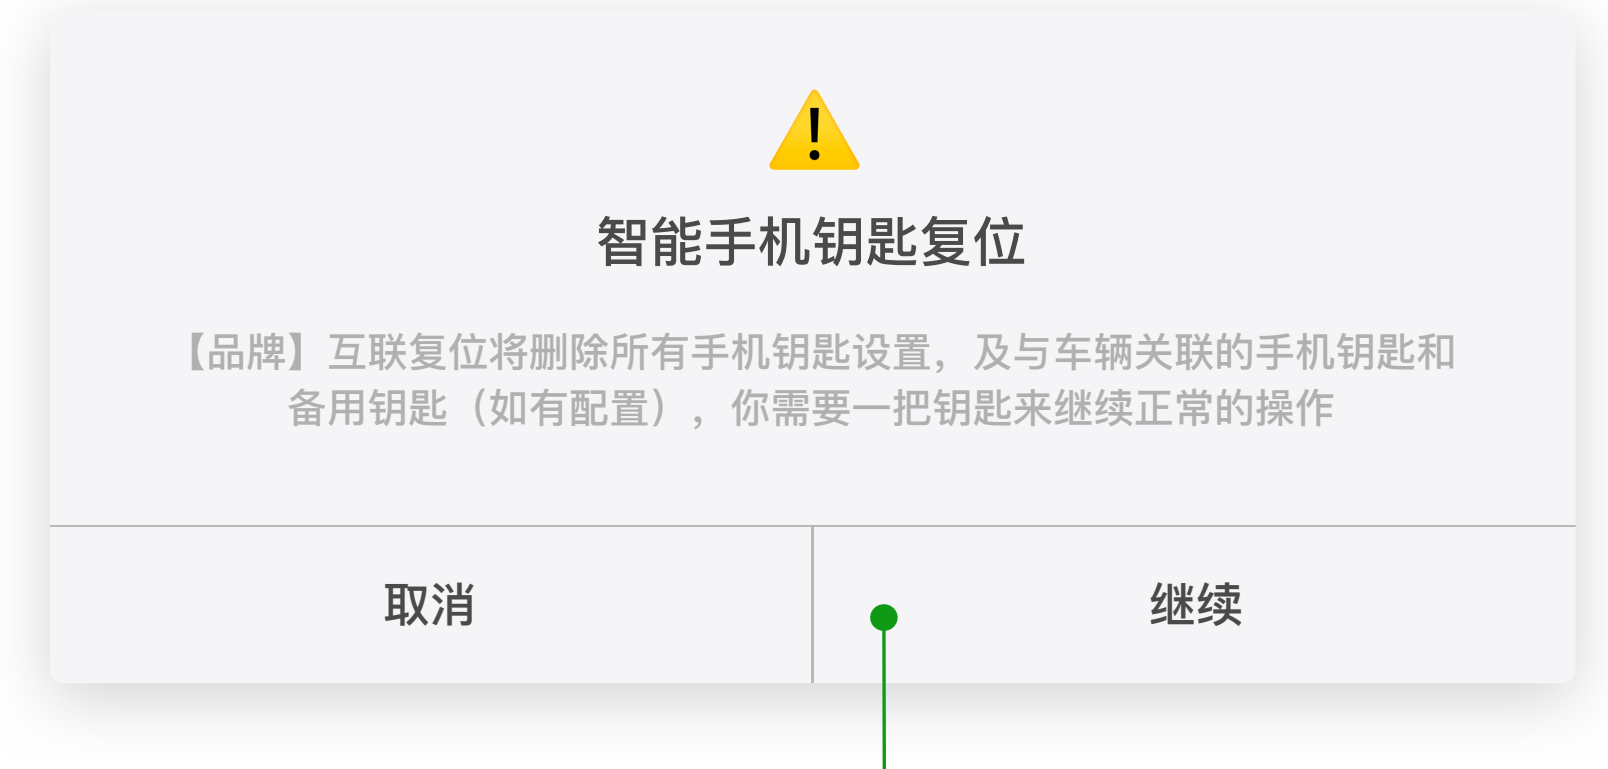 智能手机钥匙复位
【品牌】互联复位将删除所有手机钥匙设置，及与车辆关联的手机钥匙和
备用钥匙（如有配置），你需要一把钥匙来继续正常的操作
取消
继续